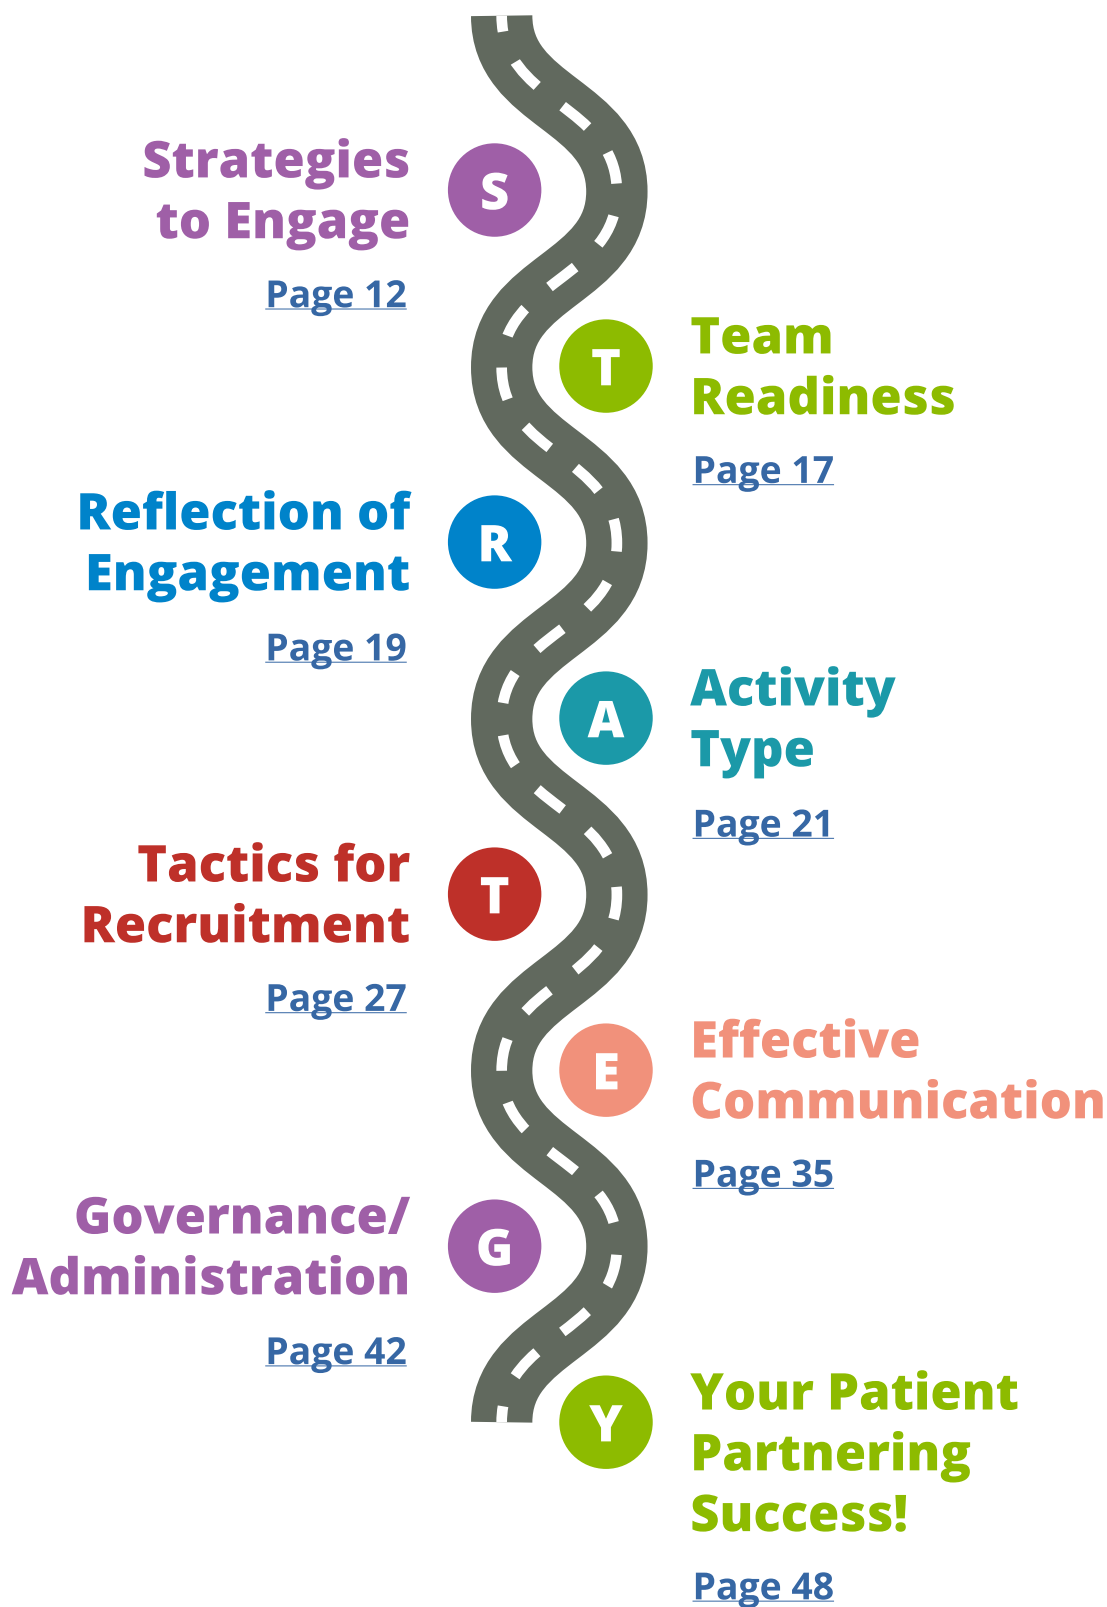 S
Strategies
to Engage
Page 12
T
Team
Readiness
Page 17
R
Reflection of
Engagement
Page 19
A
Activity
Type
Page 21
T
Tactics for
Recruitment
Page 27
E
Effective
Communication
Page 35
G
Governance/
Administration
Page 42
Y
Your Patient
Partnering
Success!
Page 48